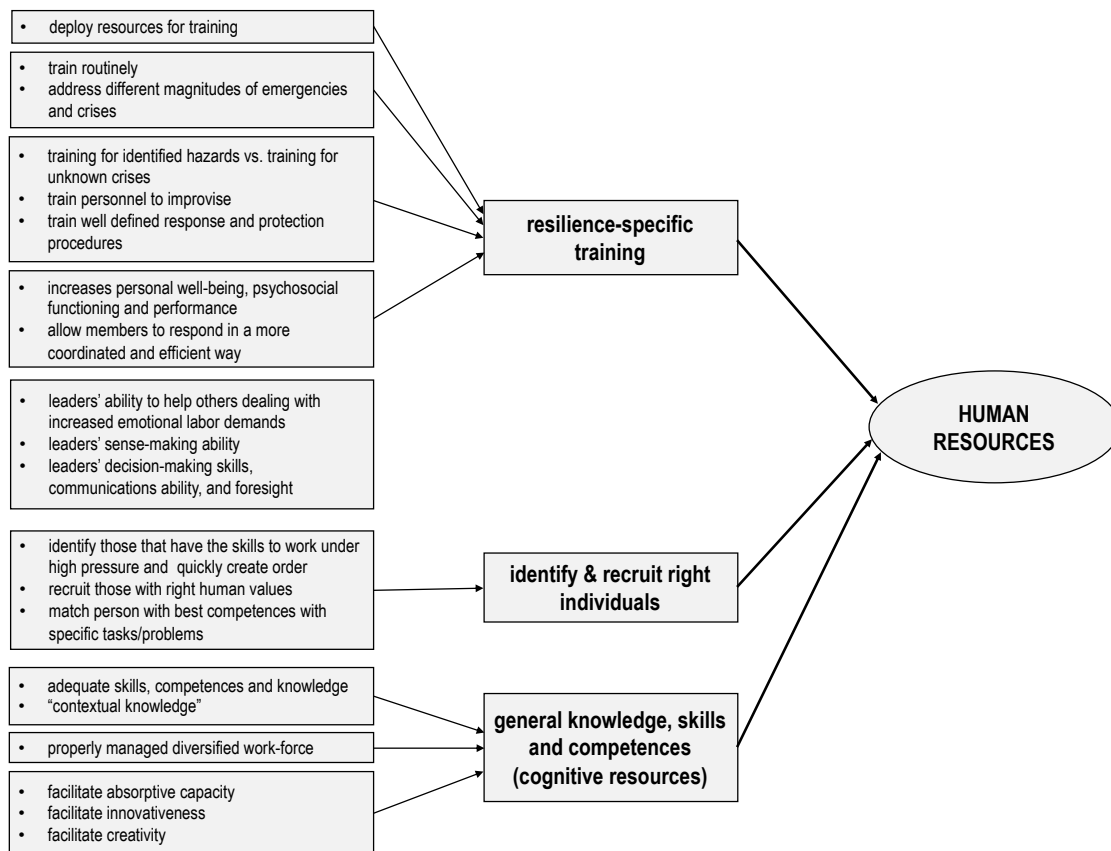 • deploy resources for training
• train routinely
• address different magnitudes of emergencies
and crises
• training for identified hazards vs. training for
unknown crises
• train personnel to improvise
• train well defined response and protection
procedures
• increases personal well-being, psychosocial
functioning and performance
• allow members to respond in a more
coordinated and efficient way
• leaders’ ability to help others dealing with
increased emotional labor demands
• leaders’ sense-making ability
• leaders’ decision-making skills,
communications ability, and foresight
• identify those that have the skills to work under
high pressure and quickly create order
• recruit those with right human values
• match person with best competences with
specific tasks/problems
• adequate skills, competences and knowledge
• “contextual knowledge”
• properly managed diversified work-force
• facilitate absorptive capacity
• facilitate innovativeness
• facilitate creativity
resilience-specific
training
identify & recruit right
individuals
general knowledge, skills
and competences
(cognitive resources)
HUMAN
RESOURCES